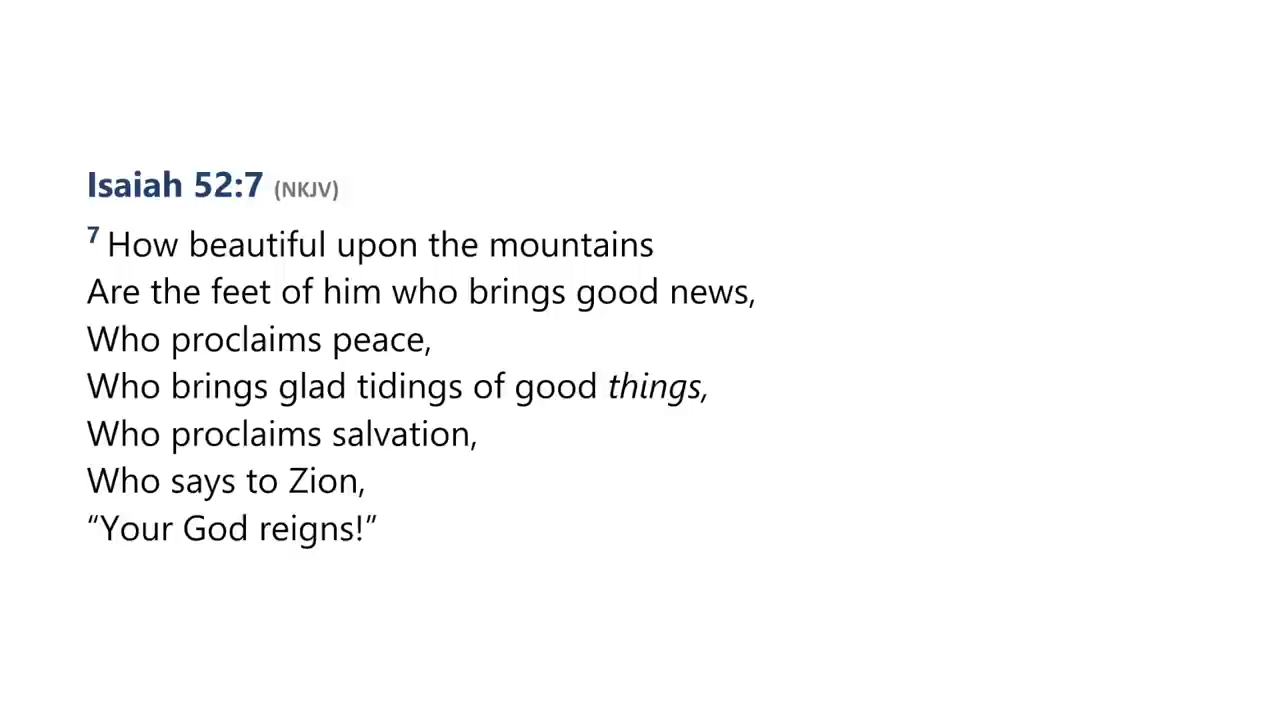 Isaiah 52:7 (NKJV)
7 How beautiful upon the mountains
Are the feet of him who brings good news,
Who proclaims peace,
Who brings glad tidings of good things,
Who proclaims salvation,
Who says to Zion,
“Your God reigns!”